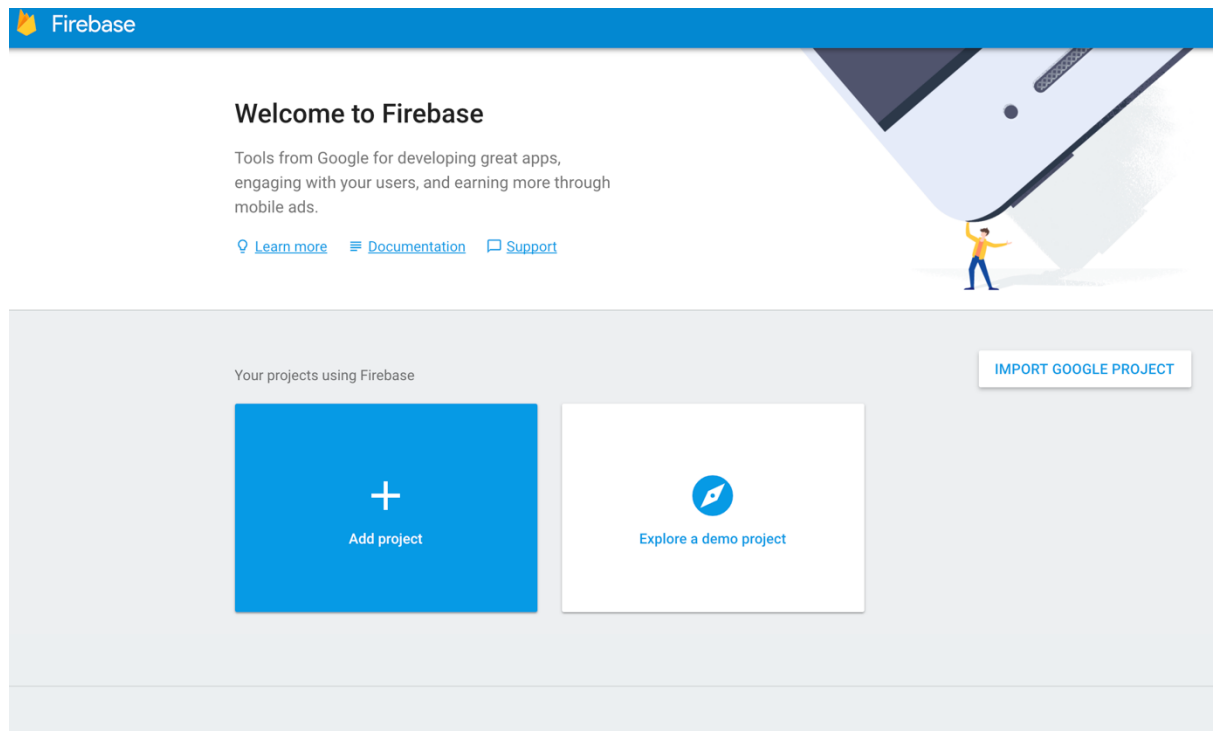 Firebase
Welcome to Firebase
Tools from Google for developing great apps,
engaging with your users, and earning more through
mobile ads.
Learn more Documentation Support
Your projects using Firebase
IMPORT GOOGLE PROJECT
Add project
Explore a demo project